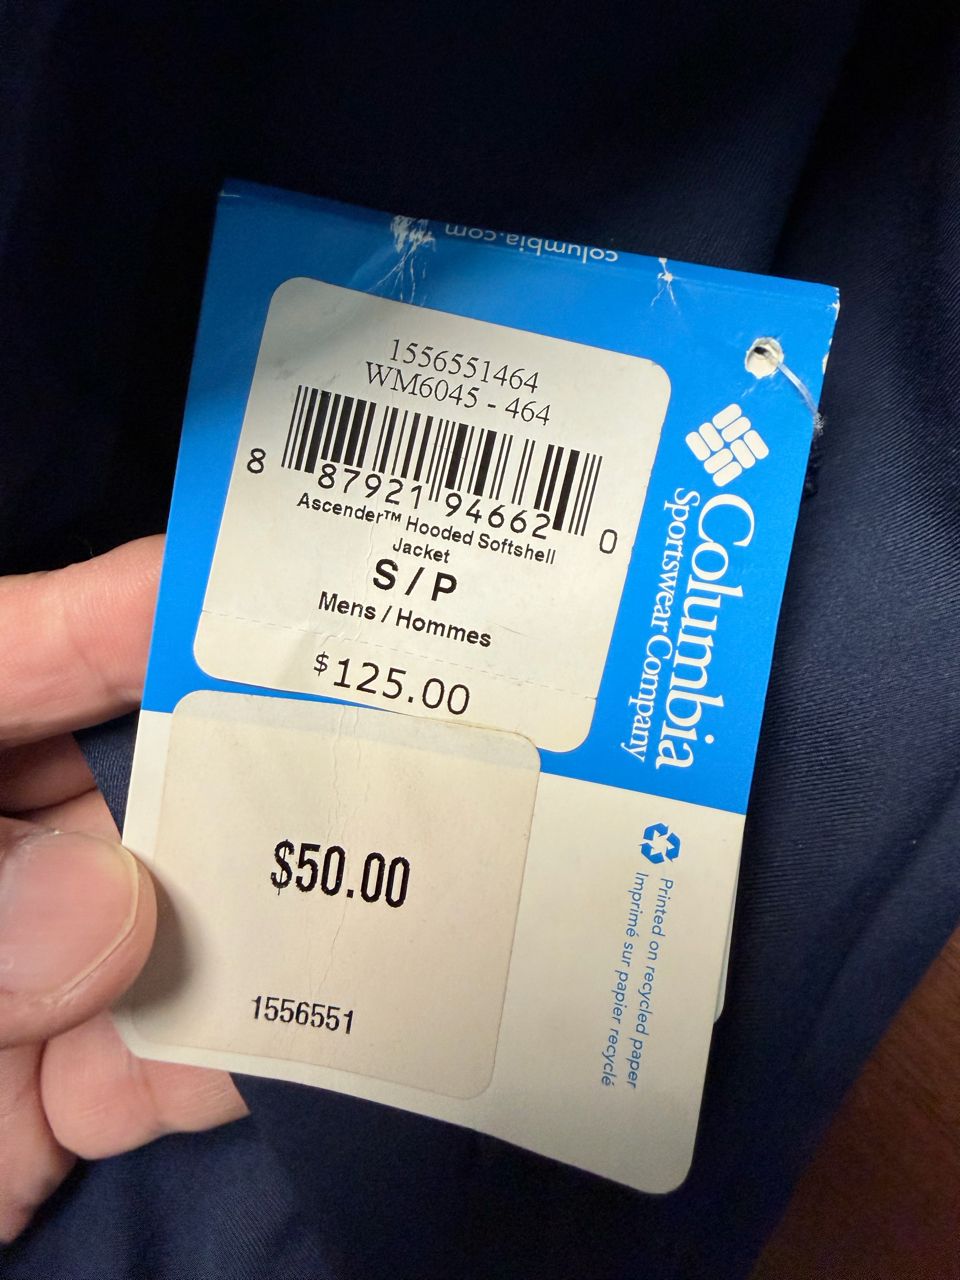 columbia.com
1556551464
WM6045 - 464
8 87921 94662 0
Ascender™ Hooded Softshell
Jacket
S / P
Mens / Hommes
$125.00
Columbia
Sportswear Company
$50.00
1556551
Printed on recycled paper
Imprimé sur papier recyclé